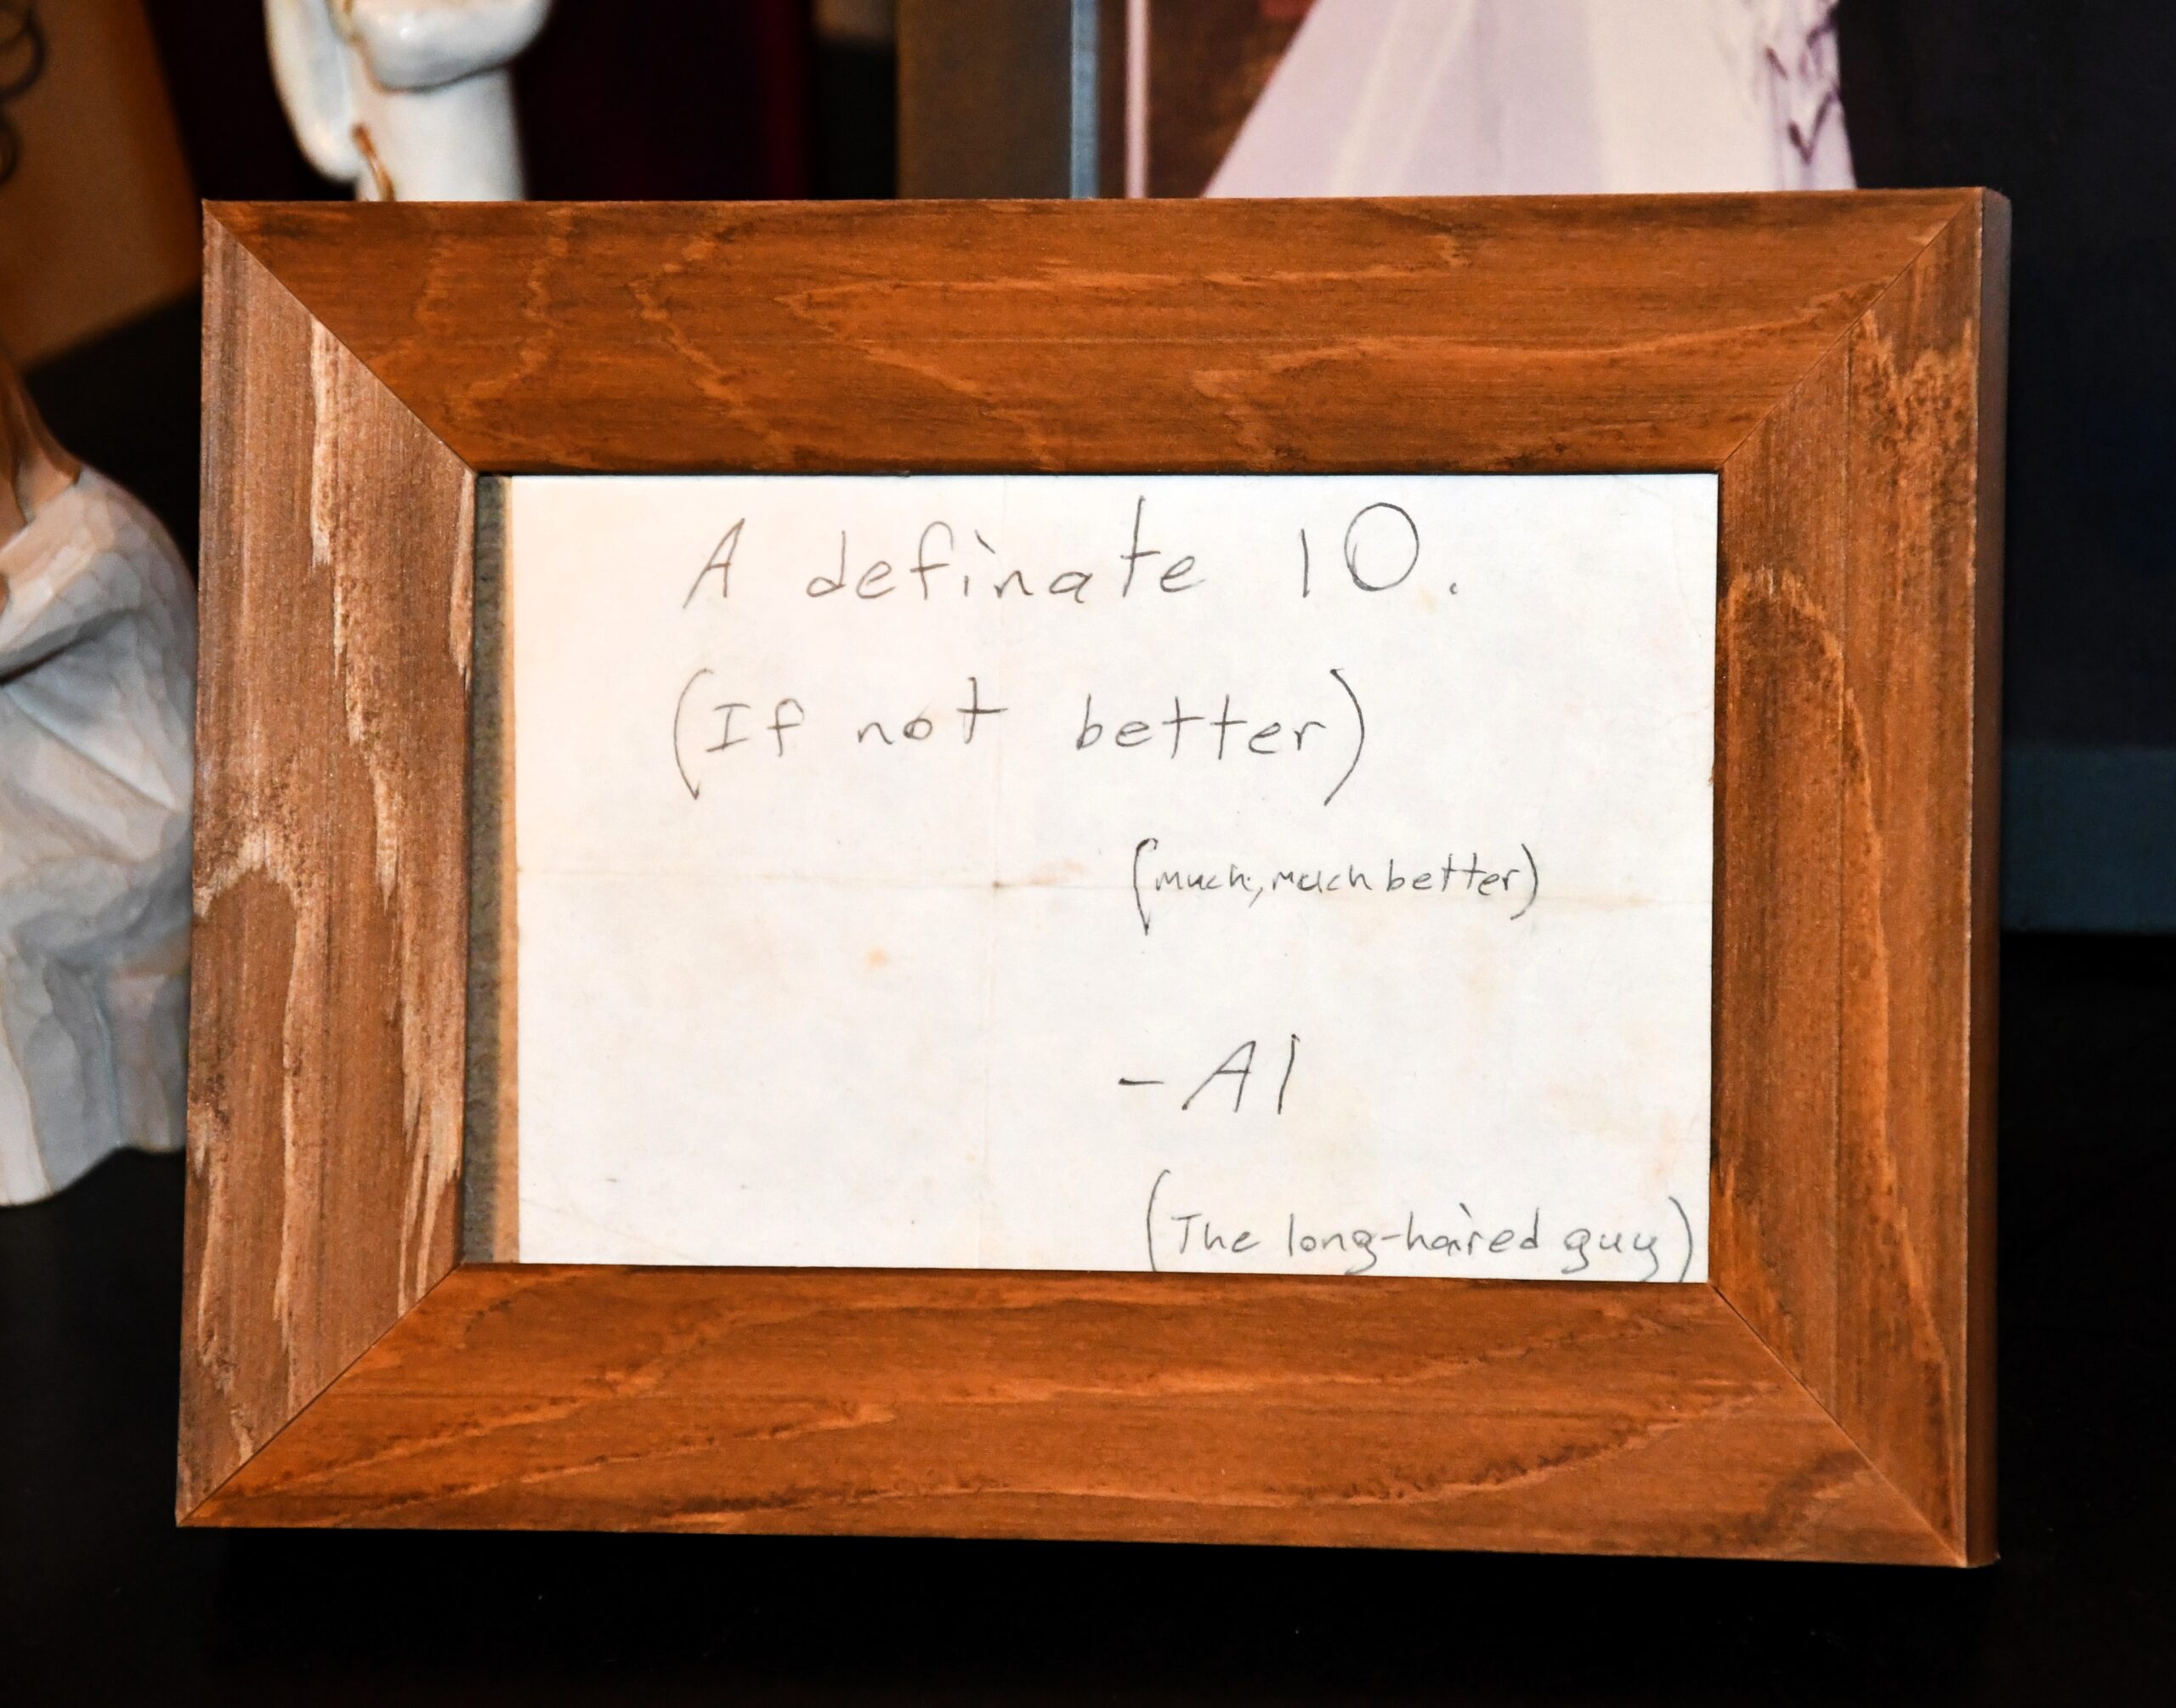 A definate 10.
(If not better)
(much, much better)
- Al
(The long-haired guy)